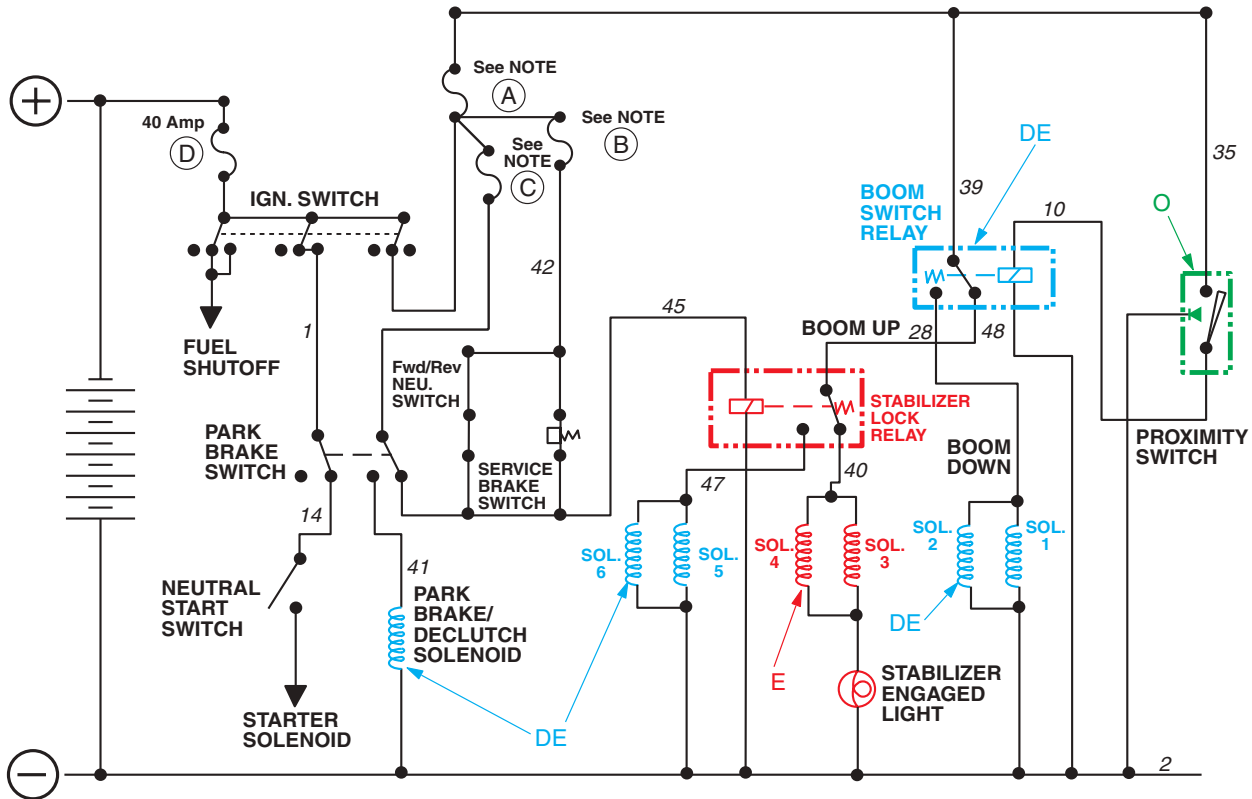 See NOTE
A
See NOTE
B
40 Amp
D
See
NOTE
C
DE
35
IGN. SWITCH
39
BOOM
SWITCH
RELAY
10
O
42
45
1
BOOM UP
28
48
FUEL
SHUTOFF
Fwd/Rev
NEU.
SWITCH
STABILIZER
LOCK
RELAY
PARK
BRAKE
SWITCH
PROXIMITY
SWITCH
SERVICE
BRAKE
SWITCH
BOOM
DOWN
40
47
14
SOL.
6
SOL.
5
SOL.
4
SOL.
3
SOL.
2
SOL.
1
41
NEUTRAL
START
SWITCH
PARK
BRAKE/
DECLUTCH
SOLENOID
DE
E
STABILIZER
ENGAGED
LIGHT
STARTER
SOLENOID
DE
2